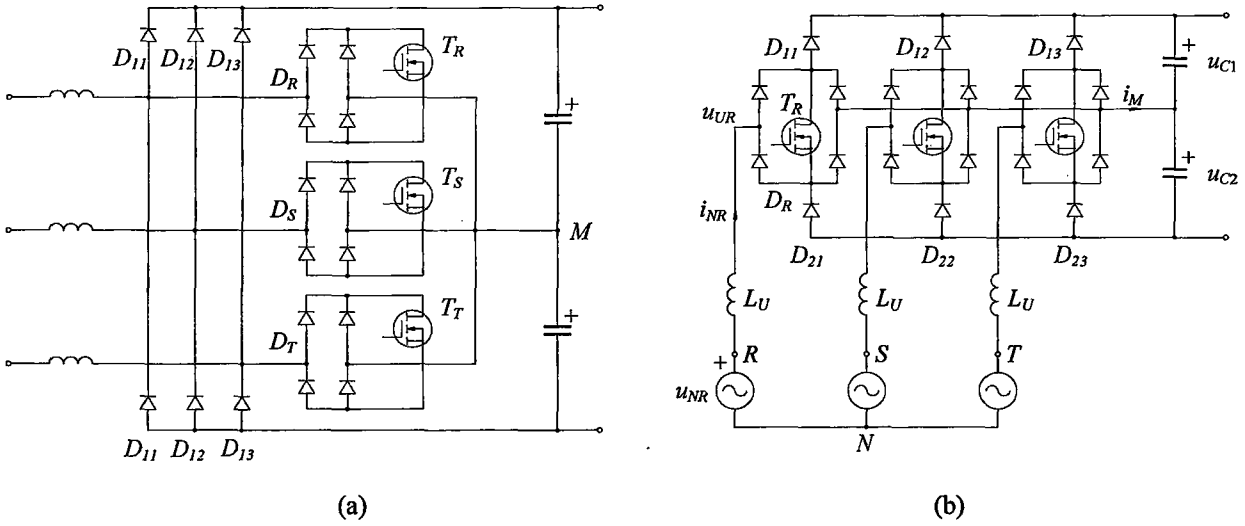 D11 D12 D13
TR
DR
+
TS
DS
M
TT
DT
+
D11 D12 D13
(a)
D11 D12 D13
+
uC1
TR
iM
uUR
+
uC2
DR
iNR
D21 D22 D23
LU LU LU
+ R S T
uNR
N
(b)